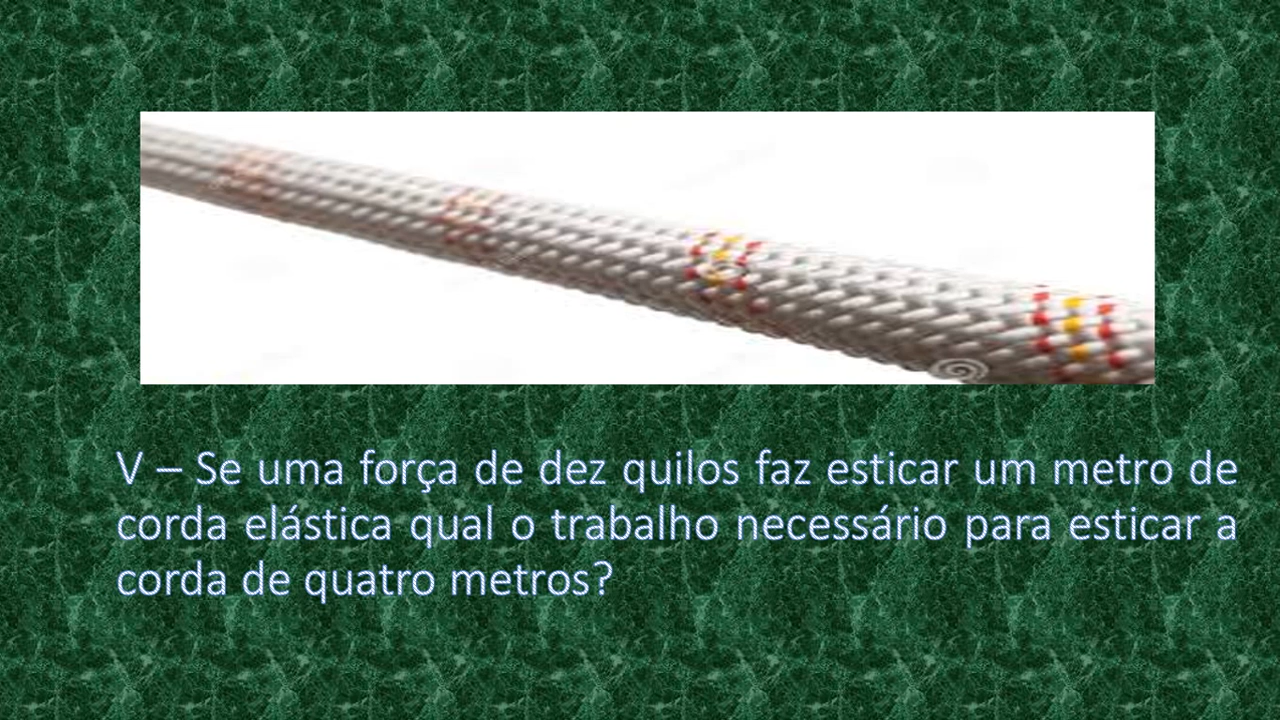 V – Se uma força de dez quilos faz esticar um metro de
corda elástica qual o trabalho necessário para esticar a
corda de quatro metros?